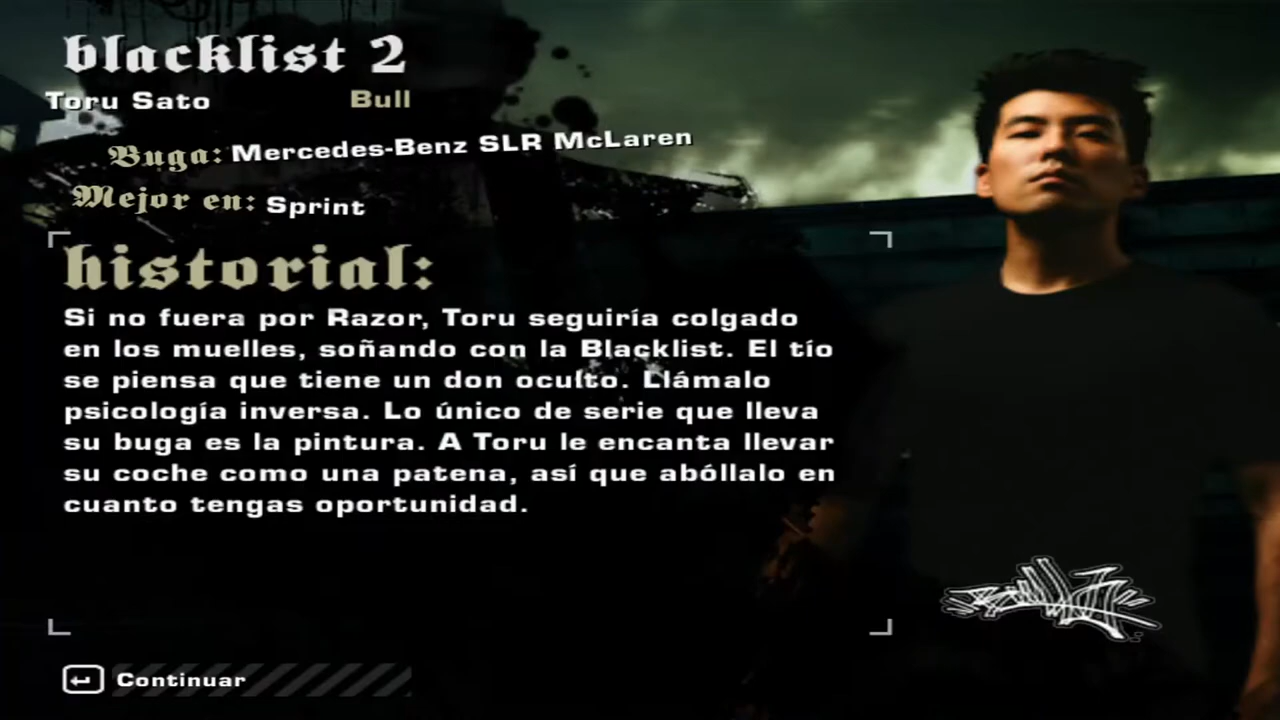 blacklist 2
Toru Sato Bull
Buga: Mercedes-Benz SLR McLaren
Mejor en: Sprint
historial:
Si no fuera por Razor, Toru seguiría colgado
en los muelles, soñando con la Blacklist. El tío
se piensa que tiene un don oculto. Llámalo
psicología inversa. Lo único de serie que lleva
su buga es la pintura. A Toru le encanta llevar
su coche como una patena, así que abóllalo en
cuanto tengas oportunidad.
Continuar